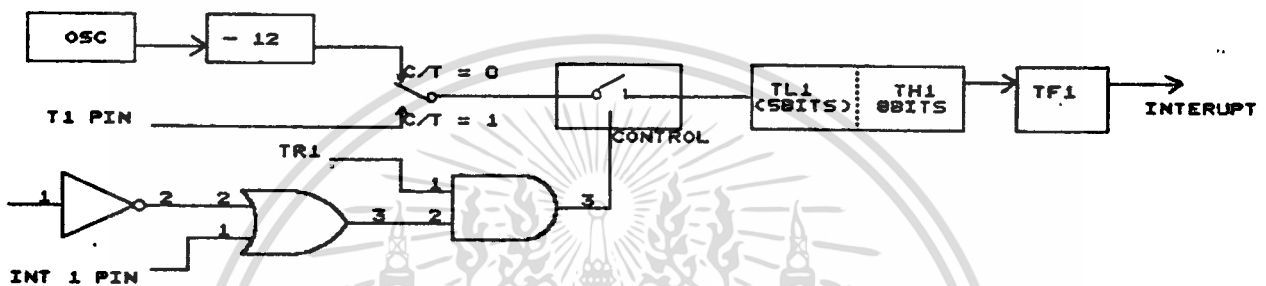 OSC
- 12
C/T = 0
T1 PIN
C/T = 1
CONTROL
TL1
(5BITS)
TH1
8BITS
TF1
INTERUPT
TR1
1
2
2
1
3
1
2
3
INT 1 PIN